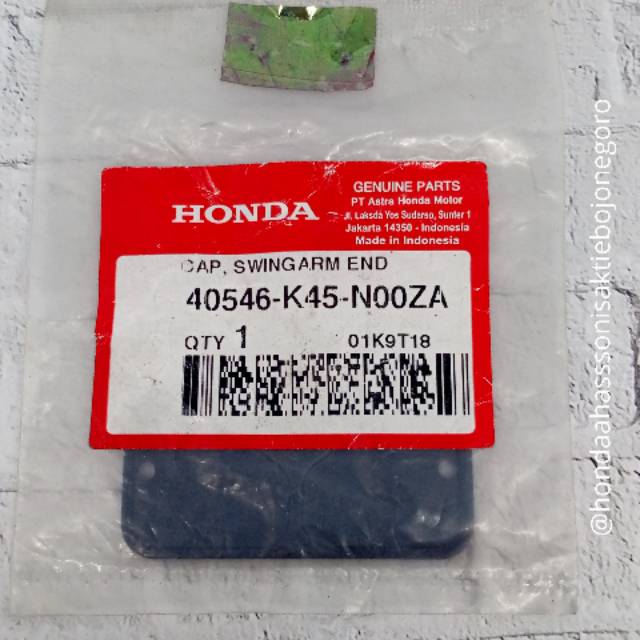 HONDA
GENUINE PARTS
PT Astra Honda Motor
Jl. Laksda Yos Sudarso, Sunter 1
Jakarta 14350 - Indonesia
Made in Indonesia
CAP, SWINGARM END
40546-K45-N00ZA
QTY 1 01K9T18
@hondaahasssonisaktiebojonegoro